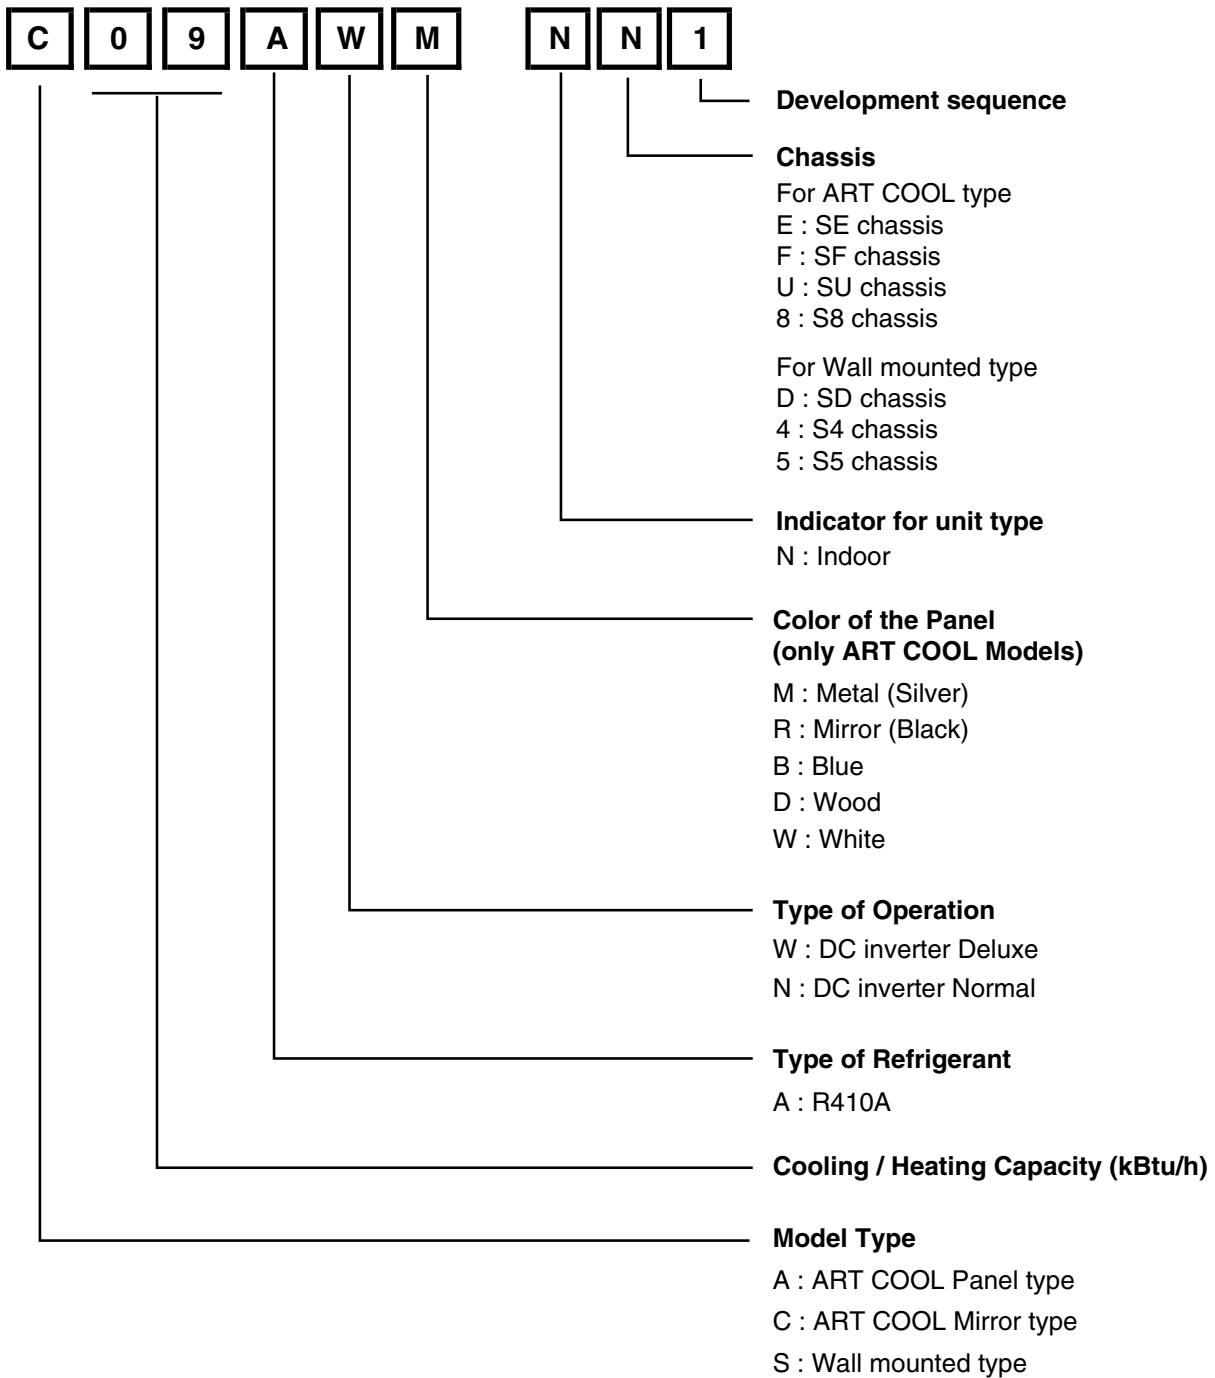 C 0 9 A W M N N 1
Development sequence
Chassis
For ART COOL type
E : SE chassis
F : SF chassis
U : SU chassis
8 : S8 chassis
For Wall mounted type
D : SD chassis
4 : S4 chassis
5 : S5 chassis
Indicator for unit type
N : Indoor
Color of the Panel
(only ART COOL Models)
M : Metal (Silver)
R : Mirror (Black)
B : Blue
D : Wood
W : White
Type of Operation
W : DC inverter Deluxe
N : DC inverter Normal
Type of Refrigerant
A : R410A
Cooling / Heating Capacity (kBtu/h)
Model Type
A : ART COOL Panel type
C : ART COOL Mirror type
S : Wall mounted type